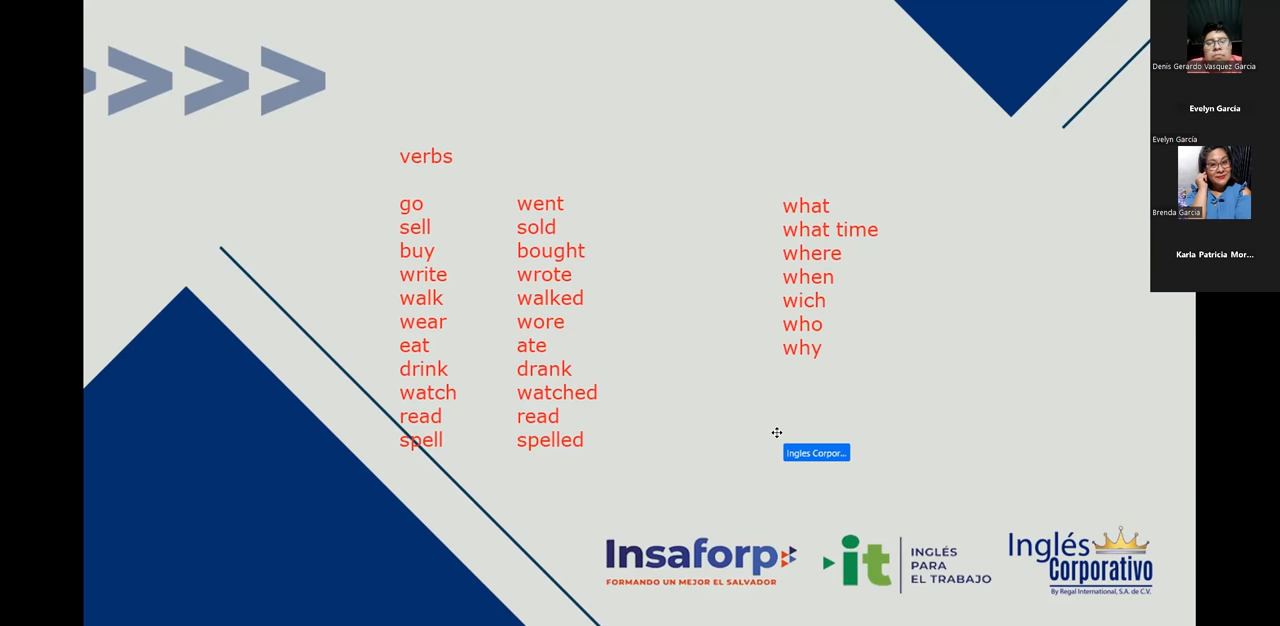 verbs
go went
sell sold
buy bought
write wrote
walk walked
wear wore
eat ate
drink drank
watch watched
read read
spell spelled
what
what time
where
when
wich
who
why
Ingles Corpor...
Insaforp
FORMANDO UN MEJOR EL SALVADOR
it
INGLÉS
PARA
EL TRABAJO
Inglés
Corporativo
By Regal International, S.A. de C.V.
Denis Gerardo Vasquez Garcia
Evelyn García
Evelyn García
Brenda Garcia
Karla Patricia Mor...